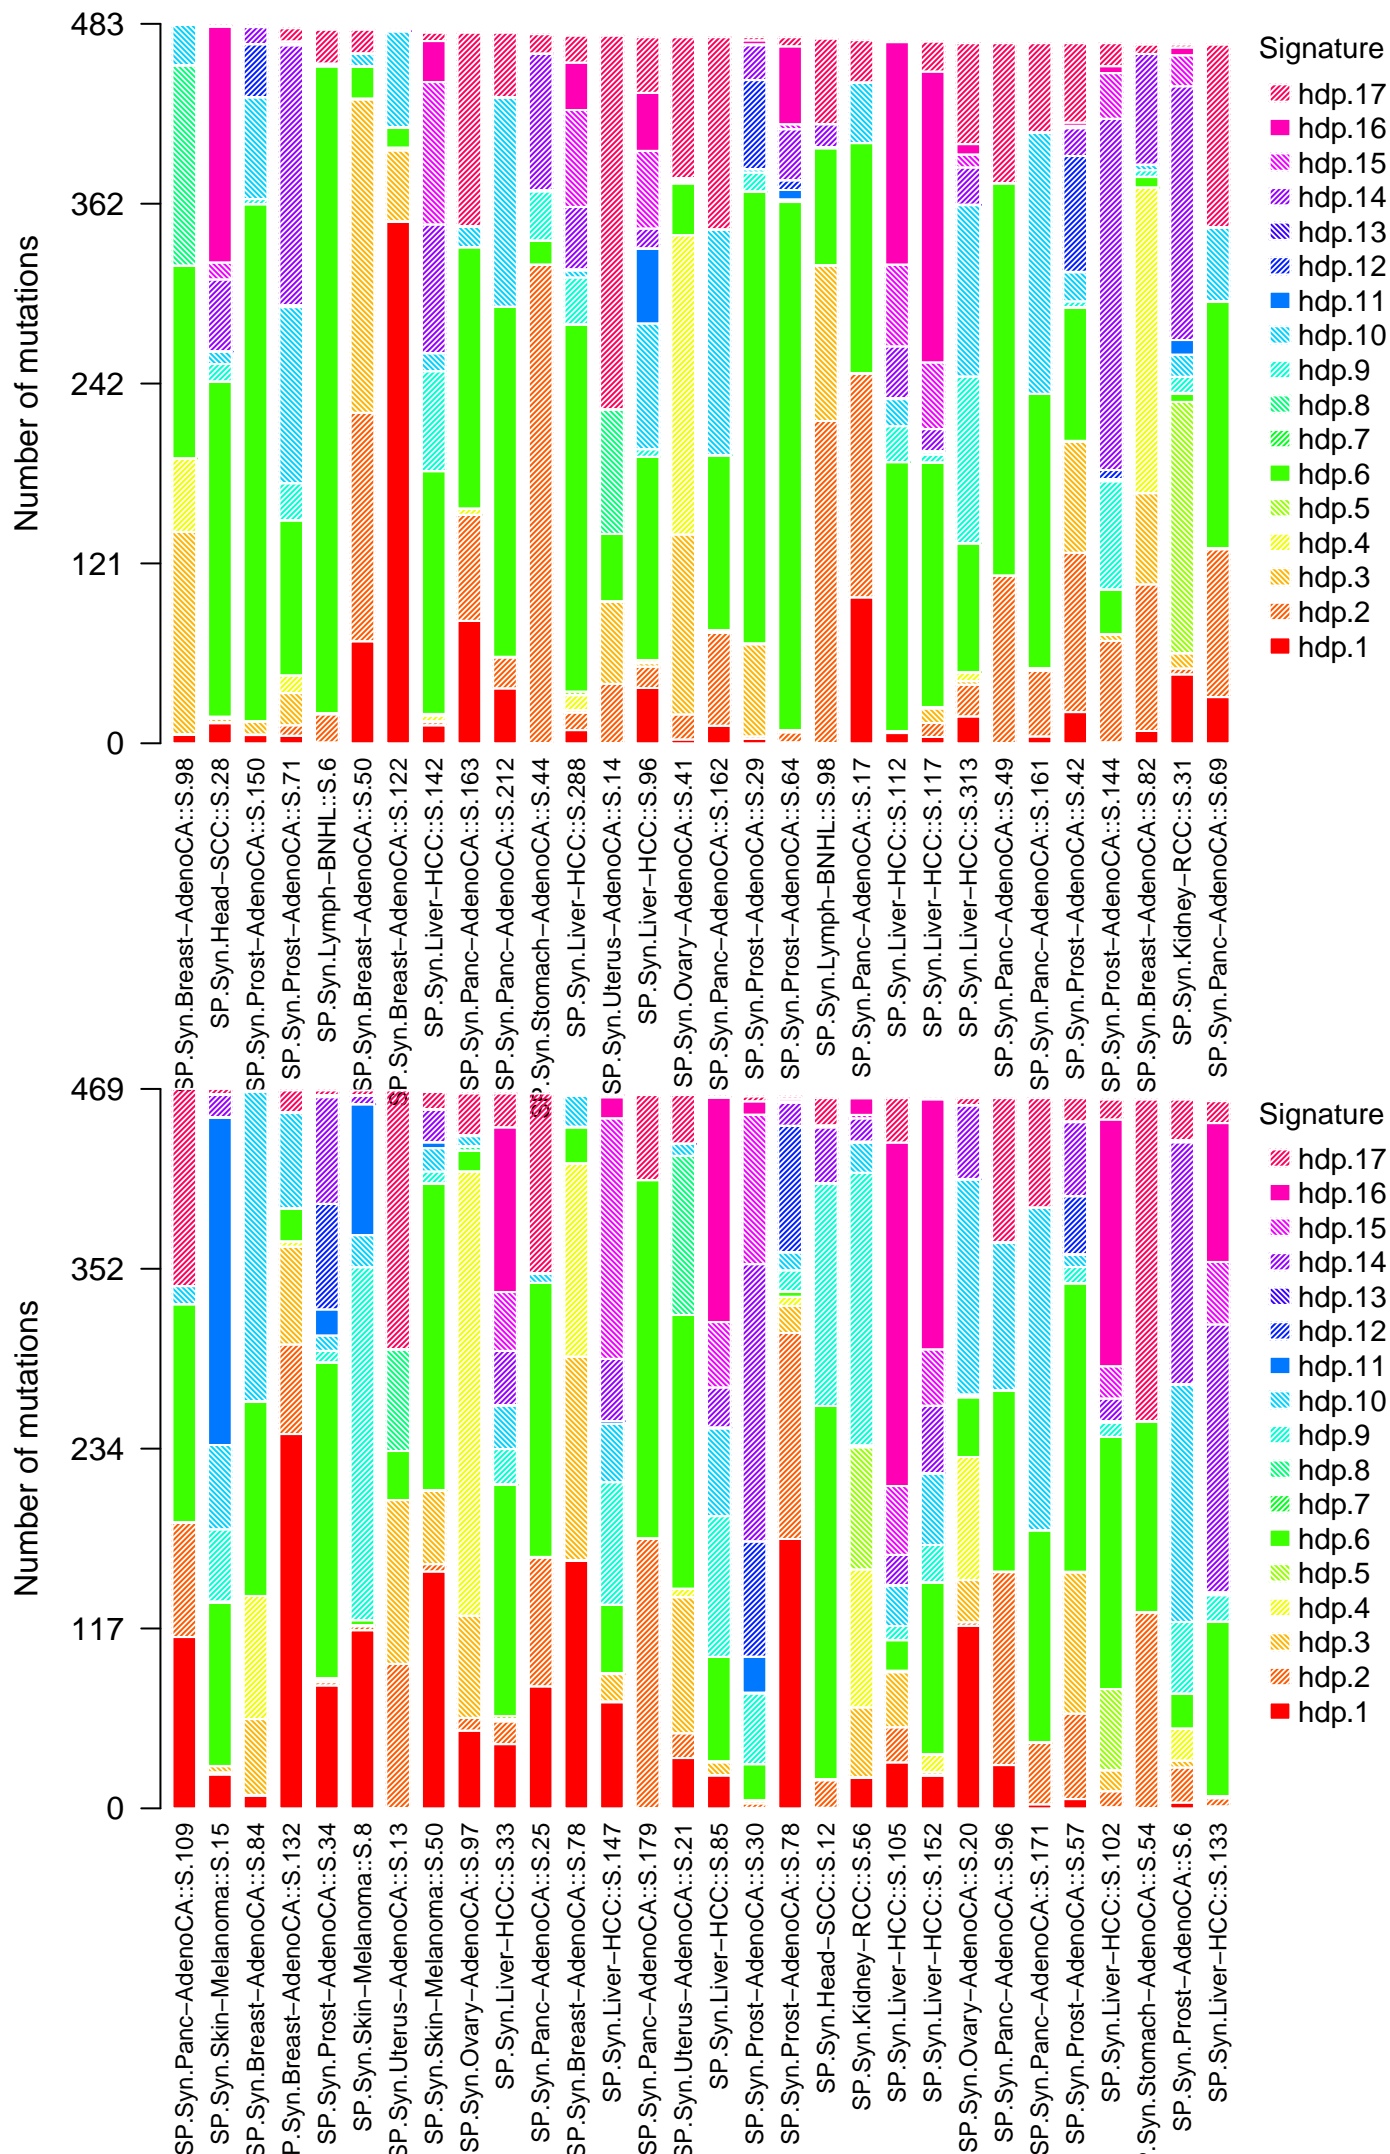 Number of mutations
483
362
242
121
0
Signature
hdp.17
hdp.16
hdp.15
hdp.14
hdp.13
hdp.12
hdp.11
hdp.10
hdp.9
hdp.8
hdp.7
hdp.6
hdp.5
hdp.4
hdp.3
hdp.2
hdp.1
SP.Syn.Breast−AdenoCA::S.98
SP.Syn.Head−SCC::S.28
SP.Syn.Prost−AdenoCA::S.150
SP.Syn.Prost−AdenoCA::S.71
SP.Syn.Lymph−BNHL::S.6
SP.Syn.Breast−AdenoCA::S.50
SP.Syn.Breast−AdenoCA::S.122
SP.Syn.Liver−HCC::S.142
SP.Syn.Panc−AdenoCA::S.163
SP.Syn.Panc−AdenoCA::S.212
SP.Syn.Stomach−AdenoCA::S.44
SP.Syn.Liver−HCC::S.288
SP.Syn.Uterus−AdenoCA::S.14
SP.Syn.Liver−HCC::S.96
SP.Syn.Ovary−AdenoCA::S.41
SP.Syn.Panc−AdenoCA::S.162
SP.Syn.Prost−AdenoCA::S.29
SP.Syn.Prost−AdenoCA::S.64
SP.Syn.Lymph−BNHL::S.98
SP.Syn.Panc−AdenoCA::S.17
SP.Syn.Liver−HCC::S.112
SP.Syn.Liver−HCC::S.117
SP.Syn.Liver−HCC::S.313
SP.Syn.Panc−AdenoCA::S.49
SP.Syn.Panc−AdenoCA::S.161
SP.Syn.Prost−AdenoCA::S.42
SP.Syn.Prost−AdenoCA::S.144
SP.Syn.Breast−AdenoCA::S.82
SP.Syn.Kidney−RCC::S.31
SP.Syn.Panc−AdenoCA::S.69
Number of mutations
469
352
234
117
0
Signature
hdp.17
hdp.16
hdp.15
hdp.14
hdp.13
hdp.12
hdp.11
hdp.10
hdp.9
hdp.8
hdp.7
hdp.6
hdp.5
hdp.4
hdp.3
hdp.2
hdp.1
SP.Syn.Panc−AdenoCA::S.109
SP.Syn.Skin−Melanoma::S.15
SP.Syn.Breast−AdenoCA::S.84
P.Syn.Breast−AdenoCA::S.132
SP.Syn.Prost−AdenoCA::S.34
SP.Syn.Skin−Melanoma::S.8
SP.Syn.Uterus−AdenoCA::S.13
SP.Syn.Skin−Melanoma::S.50
SP.Syn.Ovary−AdenoCA::S.97
SP.Syn.Liver−HCC::S.33
SP.Syn.Panc−AdenoCA::S.25
SP.Syn.Breast−AdenoCA::S.78
SP.Syn.Liver−HCC::S.147
SP.Syn.Panc−AdenoCA::S.179
SP.Syn.Uterus−AdenoCA::S.21
SP.Syn.Liver−HCC::S.85
SP.Syn.Prost−AdenoCA::S.30
SP.Syn.Prost−AdenoCA::S.78
SP.Syn.Head−SCC::S.12
SP.Syn.Kidney−RCC::S.56
SP.Syn.Liver−HCC::S.105
SP.Syn.Liver−HCC::S.152
SP.Syn.Ovary−AdenoCA::S.20
SP.Syn.Panc−AdenoCA::S.96
SP.Syn.Panc−AdenoCA::S.171
SP.Syn.Prost−AdenoCA::S.57
SP.Syn.Liver−HCC::S.102
.Syn.Stomach−AdenoCA::S.54
SP.Syn.Prost−AdenoCA::S.6
SP.Syn.Liver−HCC::S.133